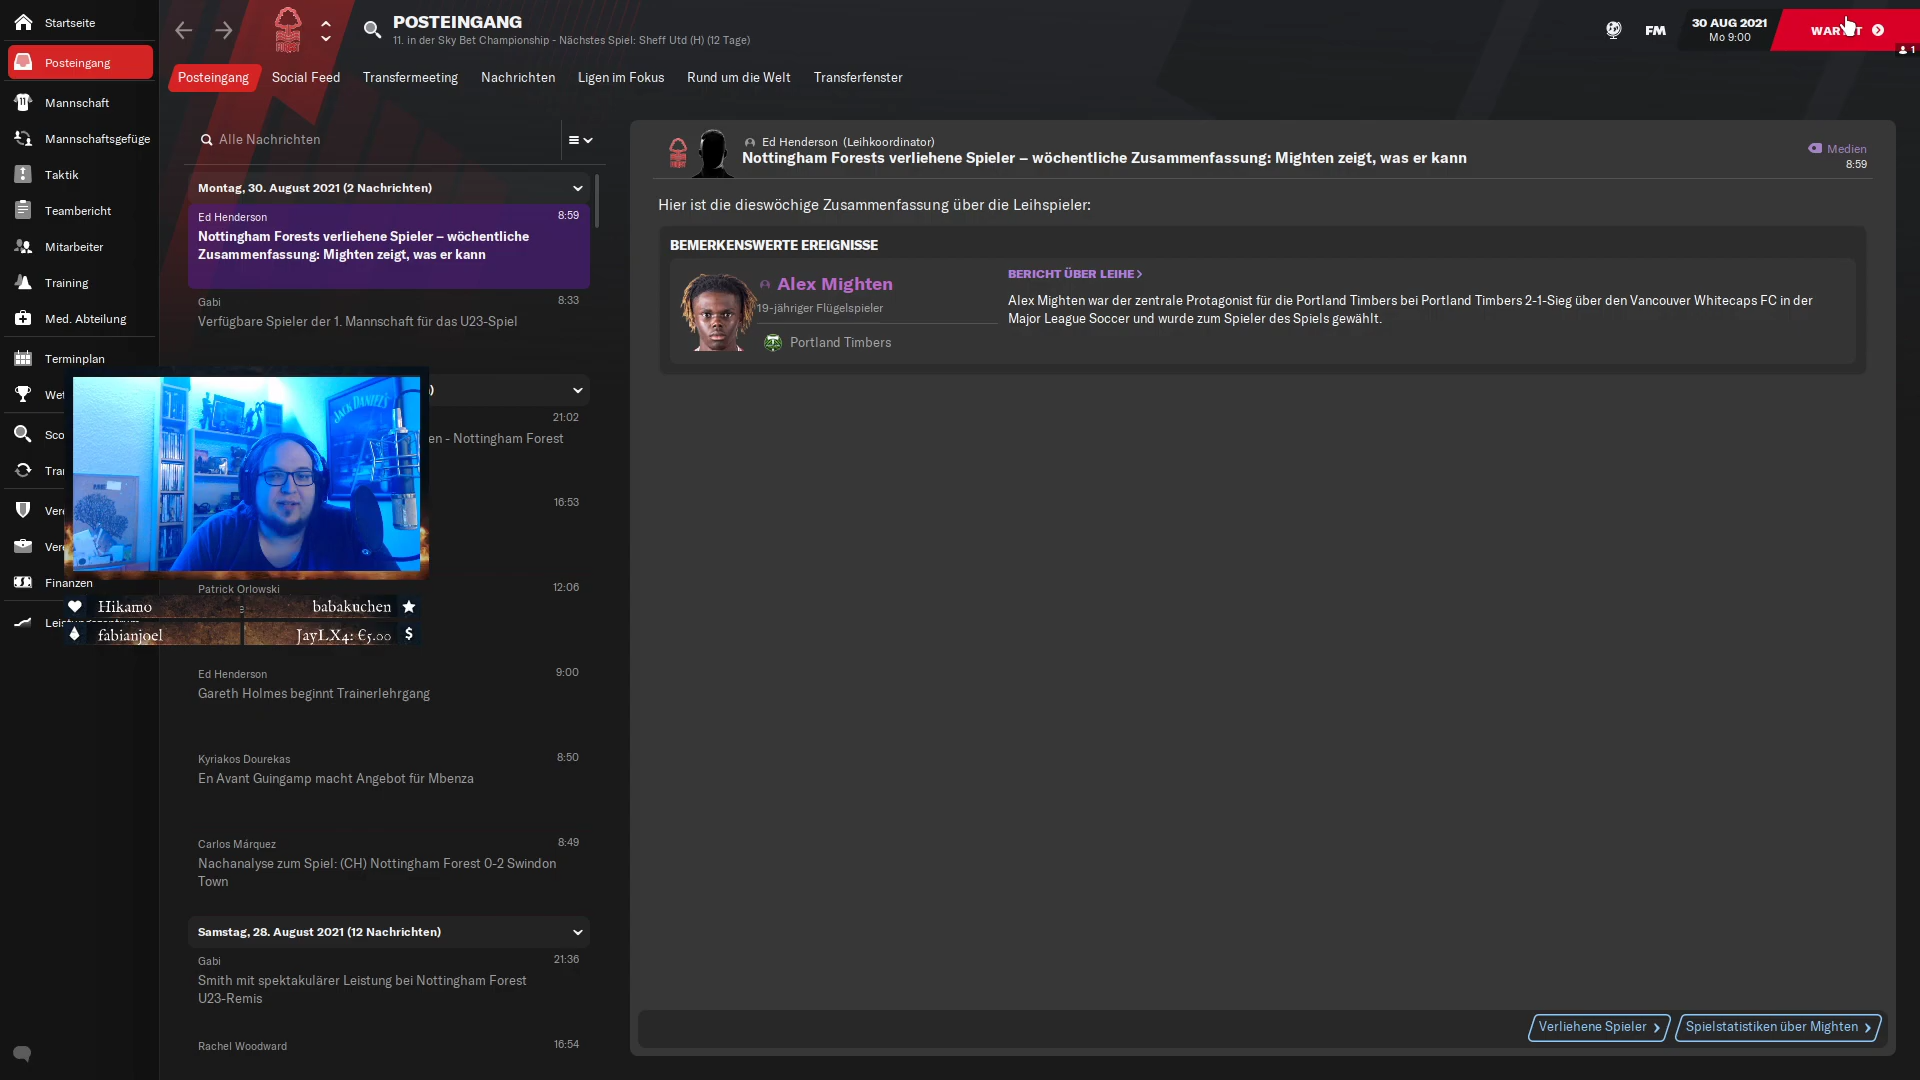 Startseite
Posteingang
Mannschaft
Mannschaftsgefüge
Taktik
Teambericht
Mitarbeiter
Training
Med. Abteilung
Terminplan
Finanzen
POSTEINGANG
11. in der Sky Bet Championship - Nächstes Spiel: Sheff Utd (H) (12 Tage)
FM
30 AUG 2021
Mo 9:00
1
Posteingang Social Feed Transfermeeting Nachrichten Ligen im Fokus Rund um die Welt Transferfenster
Alle Nachrichten
Montag, 30. August 2021 (2 Nachrichten)
Ed Henderson 8:59
Nottingham Forests verliehene Spieler – wöchentliche
Zusammenfassung: Mighten zeigt, was er kann
Gabi 8:33
Verfügbare Spieler der 1. Mannschaft für das U23-Spiel
21:02
en - Nottingham Forest
16:53
JACK DANIEL'S
Patrick Orlowski 12:06
Hikamo babakuchen
fabianjoel JayLX4: €5.00 $
Ed Henderson 9:00
Gareth Holmes beginnt Trainerlehrgang
Kyriakos Dourekas 8:50
En Avant Guingamp macht Angebot für Mbenza
Carlos Márquez 8:49
Nachanalyse zum Spiel: (CH) Nottingham Forest 0-2 Swindon
Town
Samstag, 28. August 2021 (12 Nachrichten)
Gabi 21:36
Smith mit spektakulärer Leistung bei Nottingham Forest
U23-Remis
Rachel Woodward 16:54
Ed Henderson (Leihkoordinator)
Nottingham Forests verliehene Spieler – wöchentliche Zusammenfassung: Mighten zeigt, was er kann
Medien
8:59
Hier ist die dieswöchige Zusammenfassung über die Leihspieler:
BEMERKENSWERTE EREIGNISSE
Alex Mighten
19-jähriger Flügelspieler
Portland Timbers
BERICHT ÜBER LEIHE
Alex Mighten war der zentrale Protagonist für die Portland Timbers bei Portland Timbers 2-1-Sieg über den Vancouver Whitecaps FC in der
Major League Soccer und wurde zum Spieler des Spiels gewählt.
Verliehene Spieler Spielstatistiken über Mighten